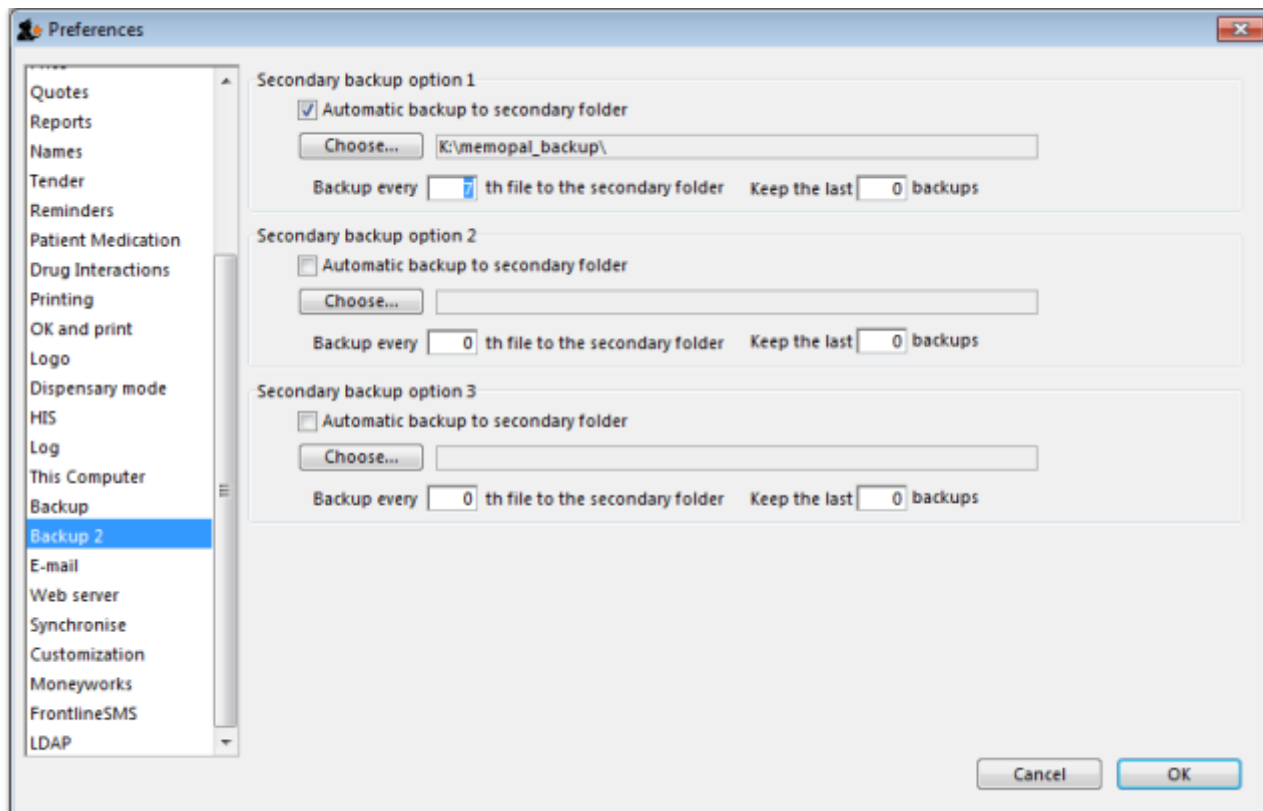 Preferences
Quotes
Reports
Names
Tender
Reminders
Patient Medication
Drug Interactions
Printing
OK and print
Logo
Dispensary mode
HIS
Log
This Computer
Backup
Backup 2
E-mail
Web server
Synchronise
Customization
Moneyworks
FrontlineSMS
LDAP
Secondary backup option 1
Automatic backup to secondary folder
Choose... K:\memopal_backup\
Backup every 7 th file to the secondary folder Keep the last 0 backups
Secondary backup option 2
Automatic backup to secondary folder
Choose...
Backup every 0 th file to the secondary folder Keep the last 0 backups
Secondary backup option 3
Automatic backup to secondary folder
Choose...
Backup every 0 th file to the secondary folder Keep the last 0 backups
Cancel OK